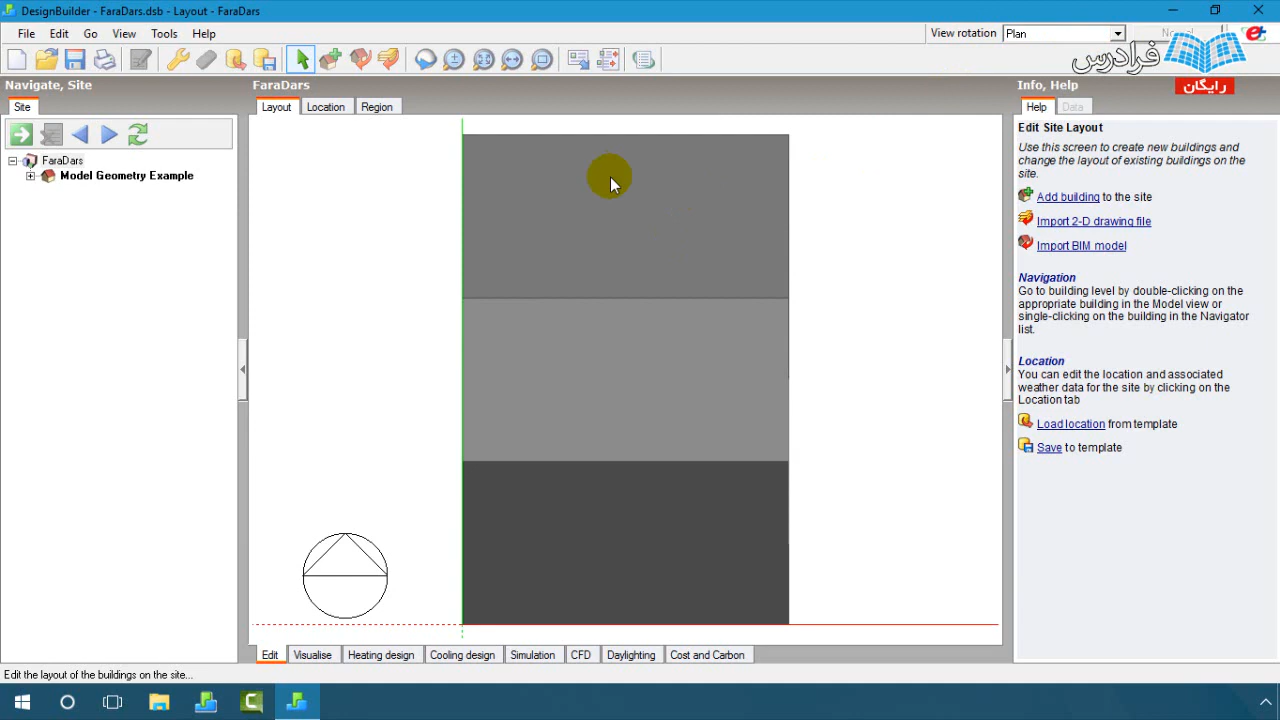 DesignBuilder - FaraDars.dsb - Layout - FaraDars
File Edit Go View Tools Help
View rotation Plan
Normal
فرادرس
رایگان
Navigate, Site
Site
FaraDars
Model Geometry Example
FaraDars
Layout Location Region
Info, Help
Help Data
Edit Site Layout
Use this screen to create new buildings and
change the layout of existing buildings on the
site.
Add building to the site
Import 2-D drawing file
Import BIM model
Navigation
Go to building level by double-clicking on the
appropriate building in the Model view or
single-clicking on the building in the Navigator
list.
Location
You can edit the location and associated
weather data for the site by clicking on the
Location tab
Load location from template
Save to template
Edit Visualise Heating design Cooling design Simulation CFD Daylighting Cost and Carbon
Edit the layout of the buildings on the site...